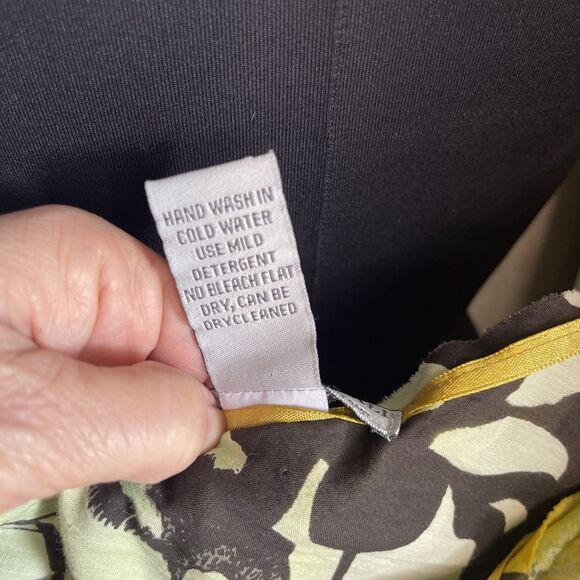 HAND WASH IN
COLD WATER
USE MILD
DETERGENT
NO BLEACH FLAT
DRY, CAN BE
DRYCLEANED